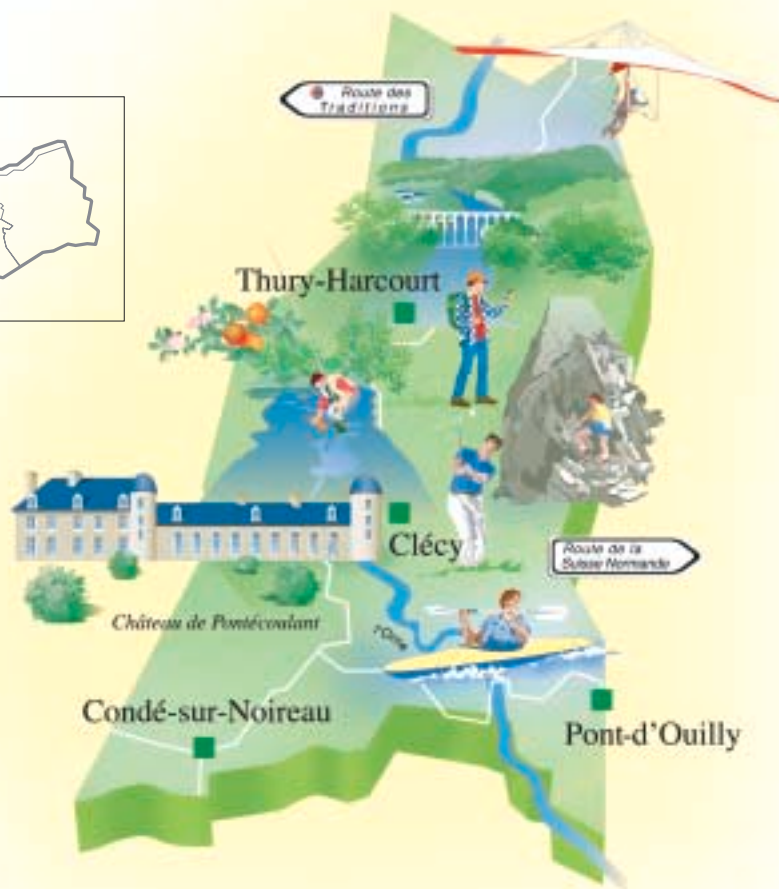 Route des
Traditions
Thury-Harcourt
Clécy
Route de la
Suisse Normande
Château de Pontécoulant
l'Orne
Condé-sur-Noireau
Pont-d'Ouilly